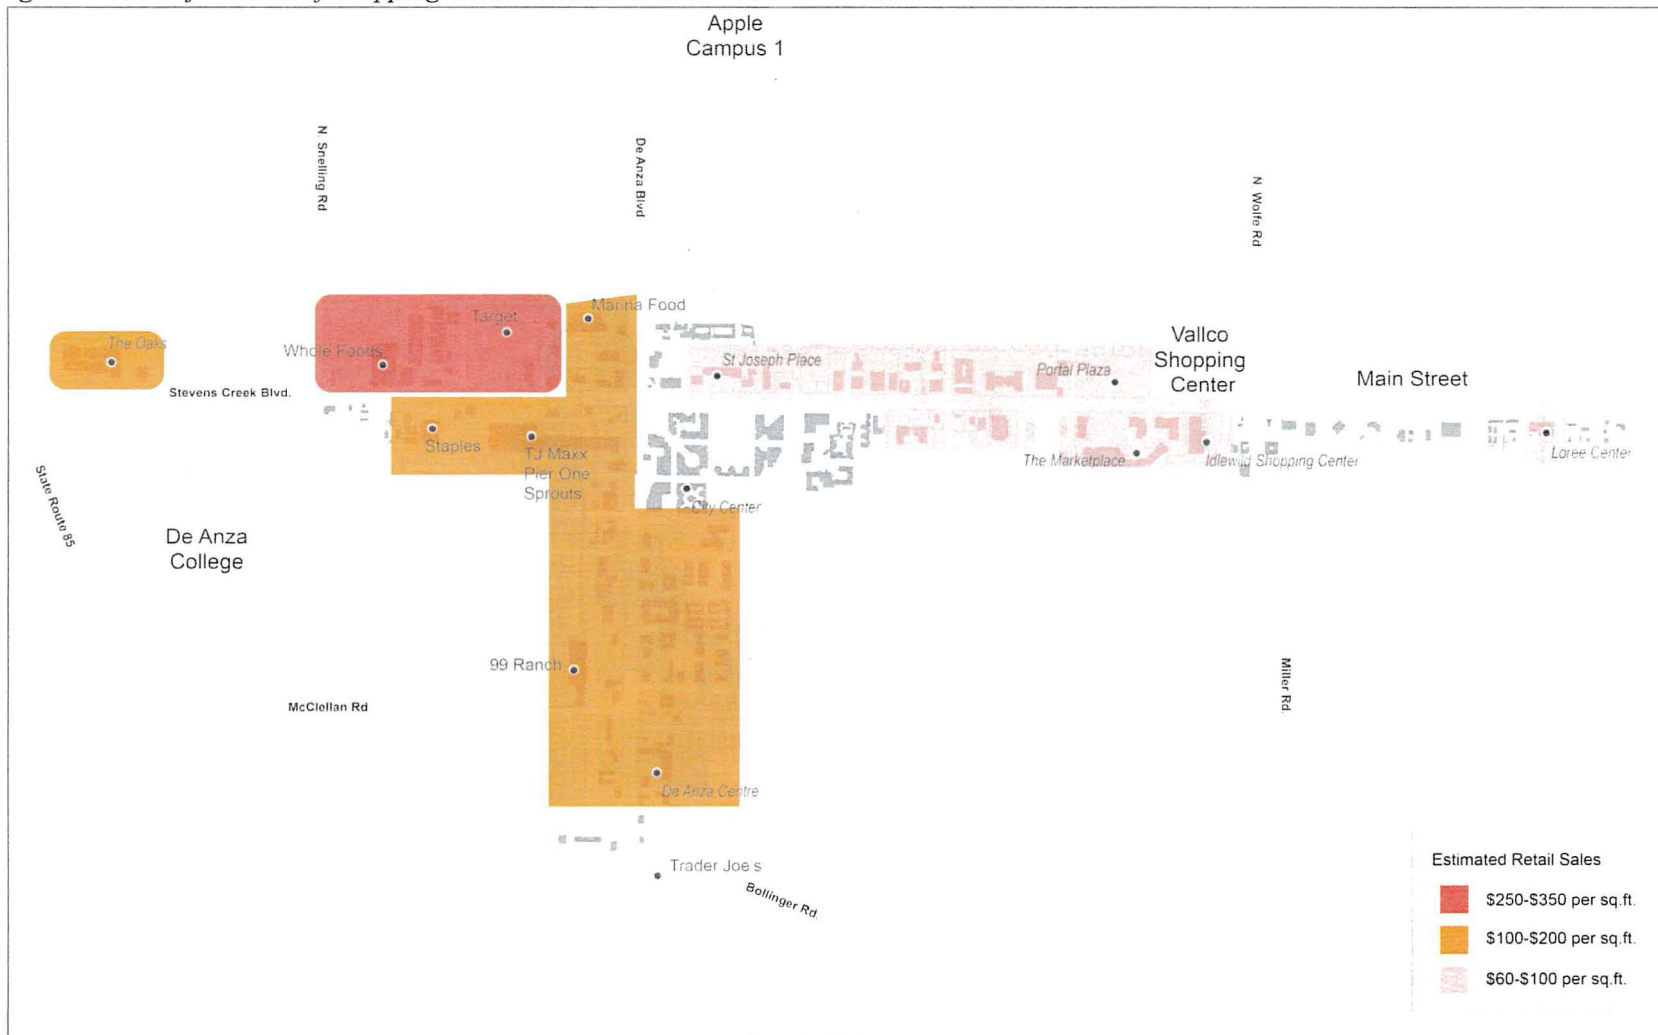 Apple
Campus 1
N. Snelling Rd
De Anza Blvd
N. Wolfe Rd
Marina Food
Target
Whole Foods
The Oaks
Stevens Creek Blvd.
St Joseph Place
Portal Plaza
Vallco
Shopping
Center
Main Street
Staples
TJ Maxx
Pier One
Sprouts
The Marketplace
Idlewild Shopping Center
Loree Center
City Center
State Route 85
De Anza
College
99 Ranch
McClellan Rd
Miller Rd.
De Anza Centre
Trader Joe s
Bollinger Rd.
Estimated Retail Sales
$250-$350 per sq.ft.
$100-$200 per sq.ft.
$60-$100 per sq.ft.